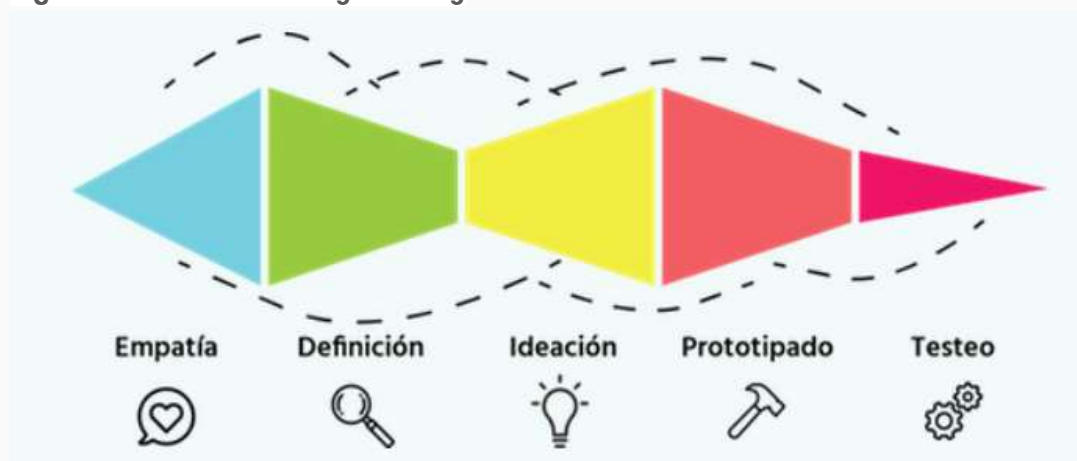 Empatía
Definición
Ideación
Prototipado
Testeo